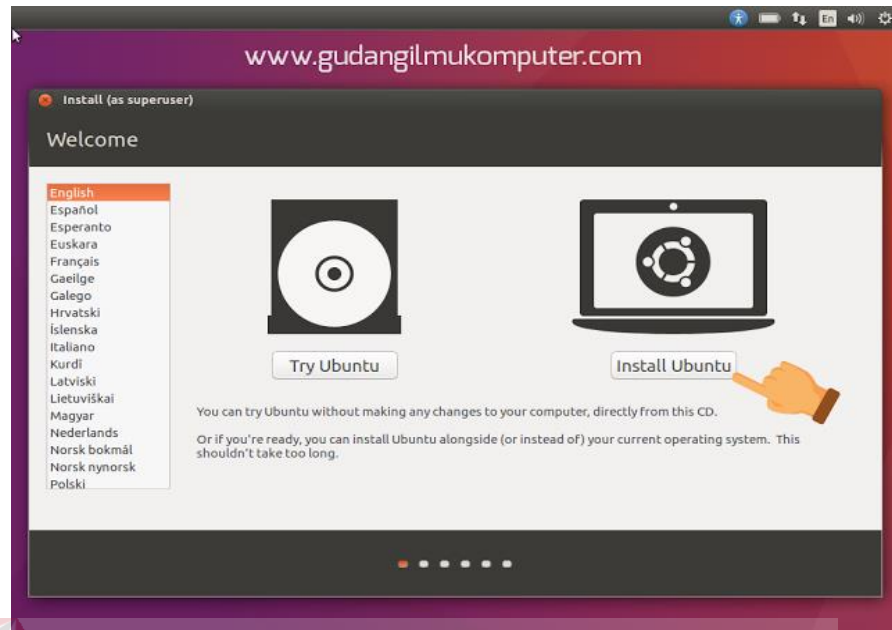 En
www.gudangilmukomputer.com
Install (as superuser)
Welcome
English
Español
Esperanto
Euskara
Français
Gaeilge
Galego
Hrvatski
Íslenska
Italiano
Kurdî
Latviski
Lietuviškai
Magyar
Nederlands
Norsk bokmål
Norsk nynorsk
Polski
Try Ubuntu
Install Ubuntu
You can try Ubuntu without making any changes to your computer, directly from this CD.
Or if you're ready, you can install Ubuntu alongside (or instead of) your current operating system. This
shouldn't take too long.